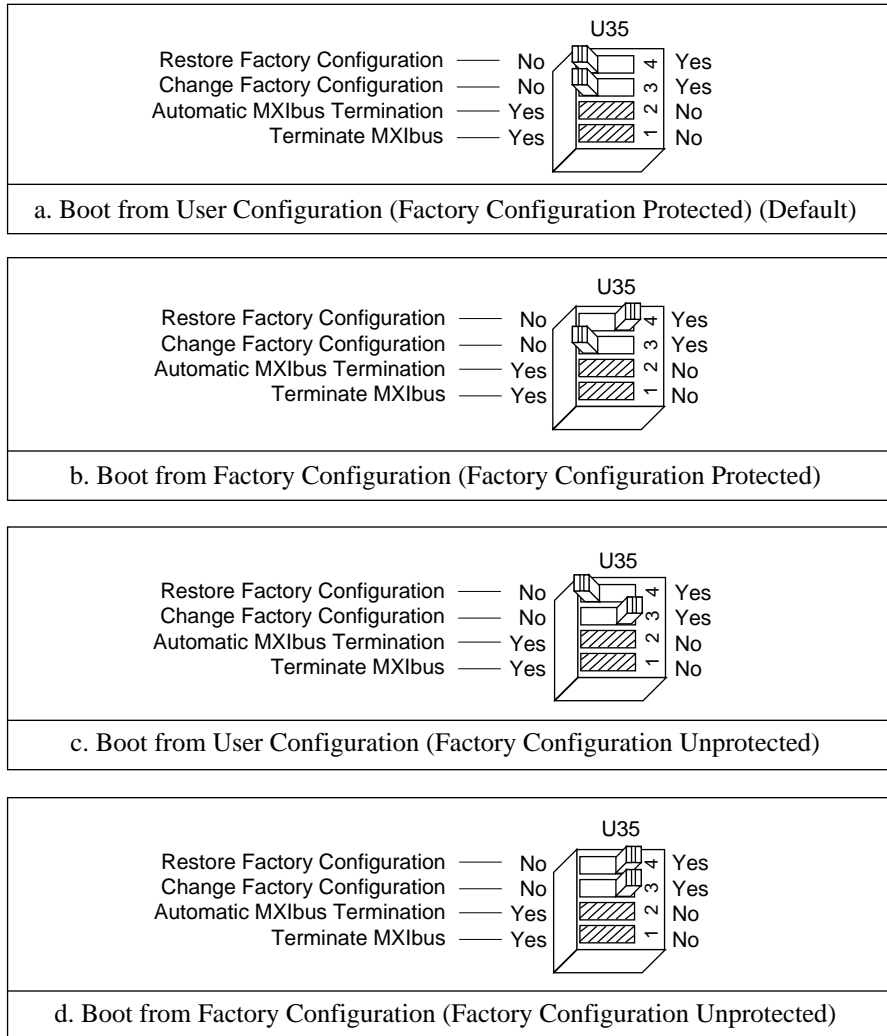 U35
Restore Factory Configuration No 4 Yes
Change Factory Configuration No 3 Yes
Automatic MXIbus Termination Yes 2 No
Terminate MXIbus Yes 1 No
a. Boot from User Configuration (Factory Configuration Protected) (Default)
U35
Restore Factory Configuration No 4 Yes
Change Factory Configuration No 3 Yes
Automatic MXIbus Termination Yes 2 No
Terminate MXIbus Yes 1 No
b. Boot from Factory Configuration (Factory Configuration Protected)
U35
Restore Factory Configuration No 4 Yes
Change Factory Configuration No 3 Yes
Automatic MXIbus Termination Yes 2 No
Terminate MXIbus Yes 1 No
c. Boot from User Configuration (Factory Configuration Unprotected)
U35
Restore Factory Configuration No 4 Yes
Change Factory Configuration No 3 Yes
Automatic MXIbus Termination Yes 2 No
Terminate MXIbus Yes 1 No
d. Boot from Factory Configuration (Factory Configuration Unprotected)